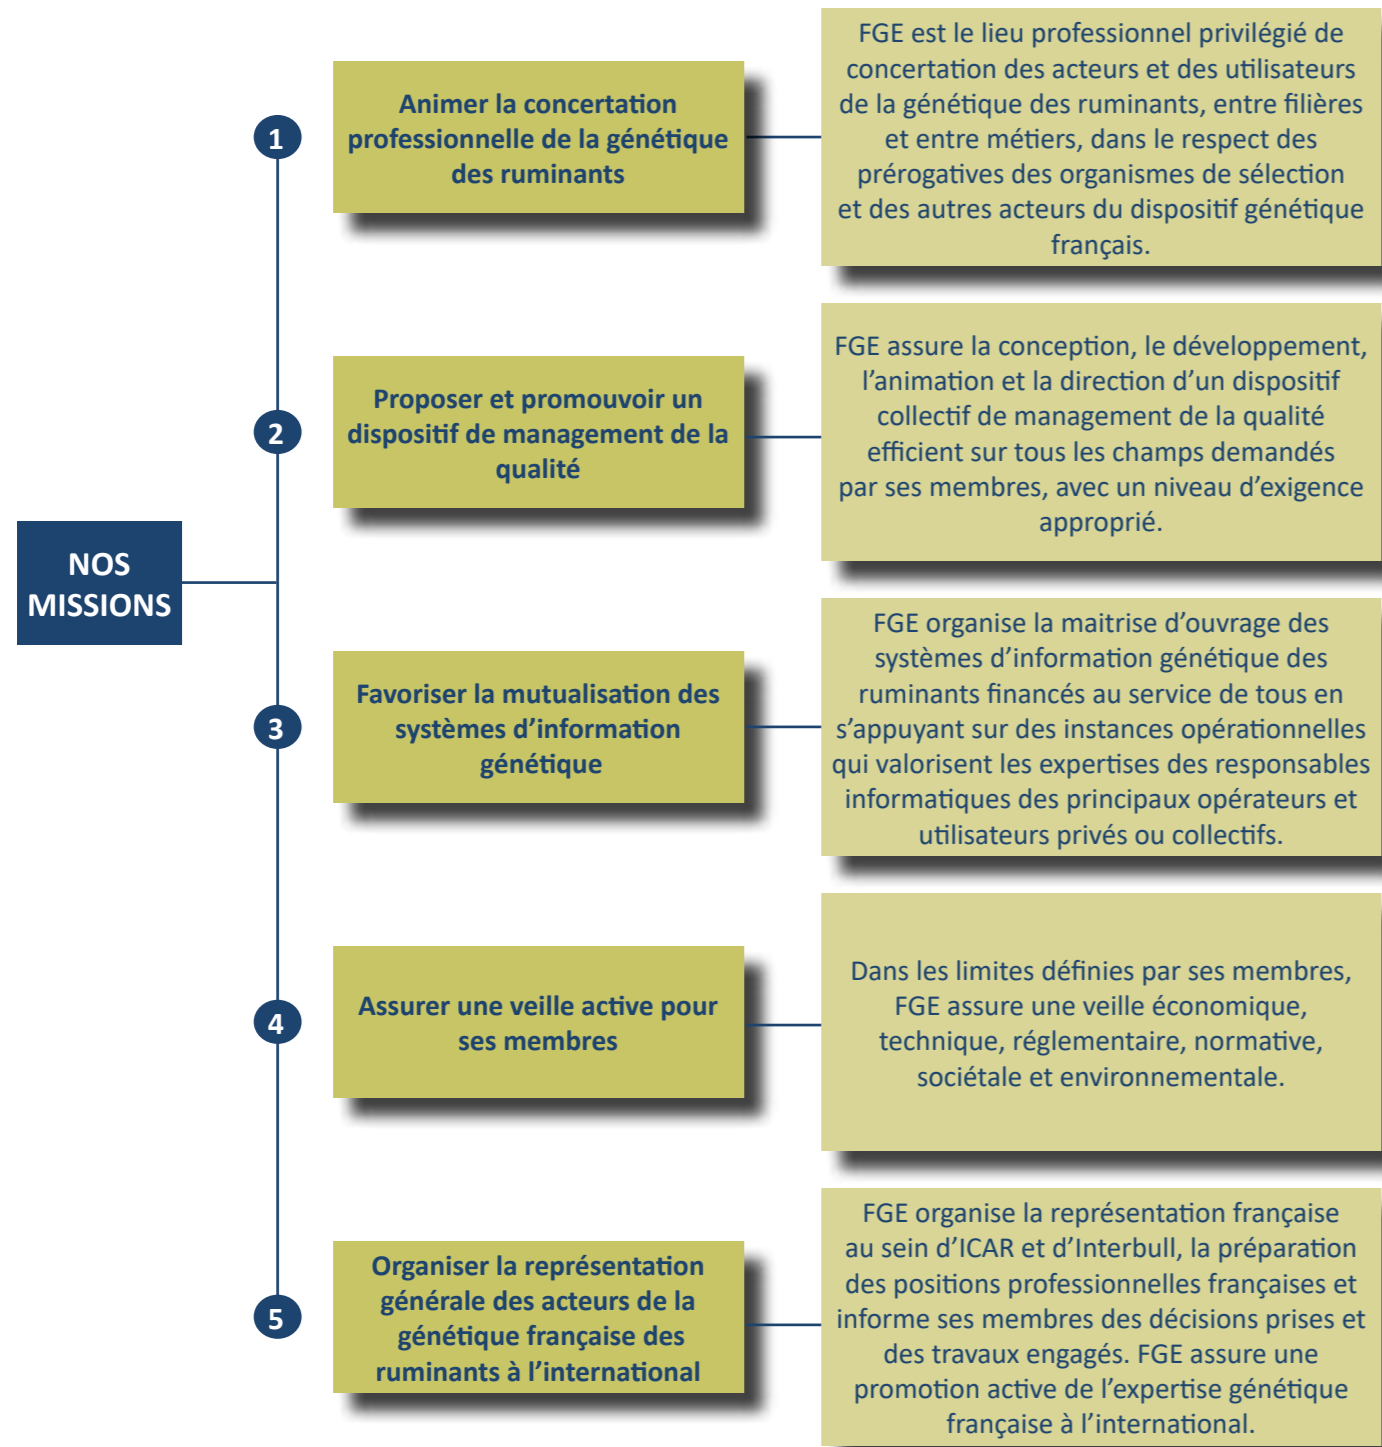 NOS
MISSIONS
1
Animer la concertation
professionnelle de la génétique
des ruminants
FGE est le lieu professionnel privilégié de
concertation des acteurs et des utilisateurs
de la génétique des ruminants, entre filières
et entre métiers, dans le respect des
prérogatives des organismes de sélection
et des autres acteurs du dispositif génétique
français.
2
Proposer et promouvoir un
dispositif de management de la
qualité
FGE assure la conception, le développement,
l’animation et la direction d’un dispositif
collectif de management de la qualité
efficient sur tous les champs demandés
par ses membres, avec un niveau d’exigence
approprié.
3
Favoriser la mutualisation des
systèmes d’information
génétique
FGE organise la maitrise d’ouvrage des
systèmes d’information génétique des
ruminants financés au service de tous en
s’appuyant sur des instances opérationnelles
qui valorisent les expertises des responsables
informatiques des principaux opérateurs et
utilisateurs privés ou collectifs.
4
Assurer une veille active pour
ses membres
Dans les limites définies par ses membres,
FGE assure une veille économique,
technique, réglementaire, normative,
sociétale et environnementale.
5
Organiser la représentation
générale des acteurs de la
génétique française des
ruminants à l’international
FGE organise la représentation française
au sein d’ICAR et d’Interbull, la préparation
des positions professionnelles françaises et
informe ses membres des décisions prises et
des travaux engagés. FGE assure une
promotion active de l’expertise génétique
française à l’international.